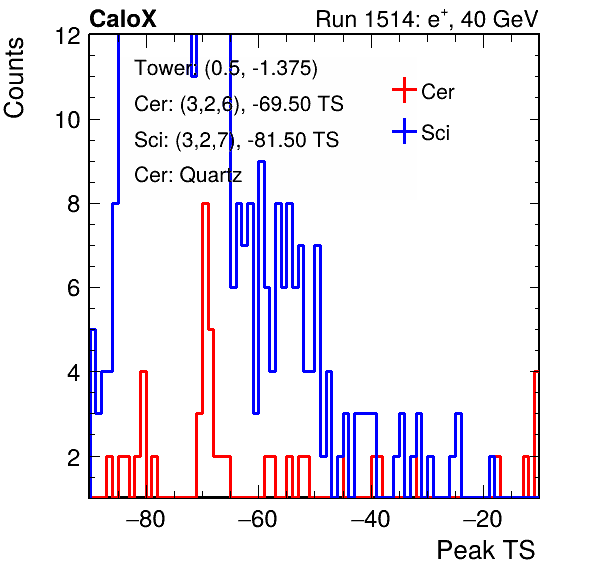 CaloX Run 1514: e⁺, 40 GeV
Counts
12
10
8
6
4
2
Tower: (0.5, -1.375)
Cer: (3,2,6), -69.50 TS
Sci: (3,2,7), -81.50 TS
Cer: Quartz
Cer
Sci
−80 −60 −40 −20
Peak TS